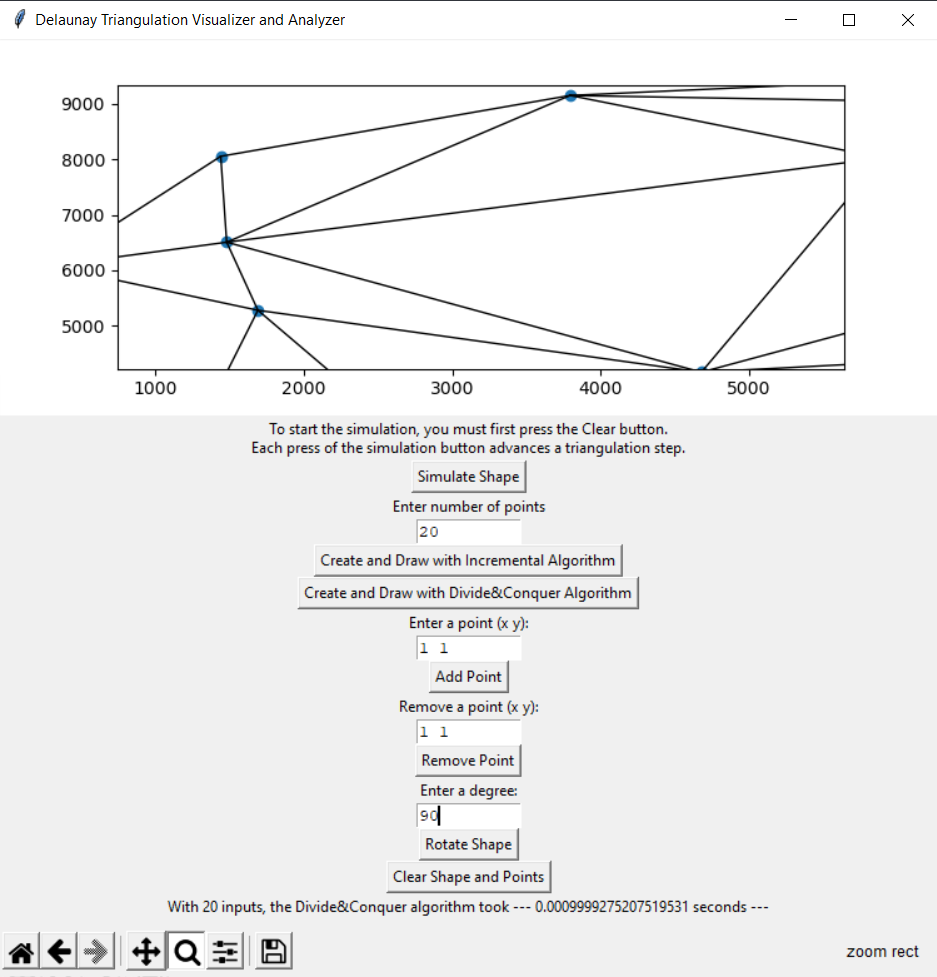 Delaunay Triangulation Visualizer and Analyzer
9000
8000
7000
6000
5000
1000 2000 3000 4000 5000
To start the simulation, you must first press the Clear button.
Each press of the simulation button advances a triangulation step.
Simulate Shape
Enter number of points
20
Create and Draw with Incremental Algorithm
Create and Draw with Divide&Conquer Algorithm
Enter a point (x y):
1 1
Add Point
Remove a point (x y):
1 1
Remove Point
Enter a degree:
90
Rotate Shape
Clear Shape and Points
With 20 inputs, the Divide&Conquer algorithm took --- 0.0009999275207519531 seconds ---
zoom rect